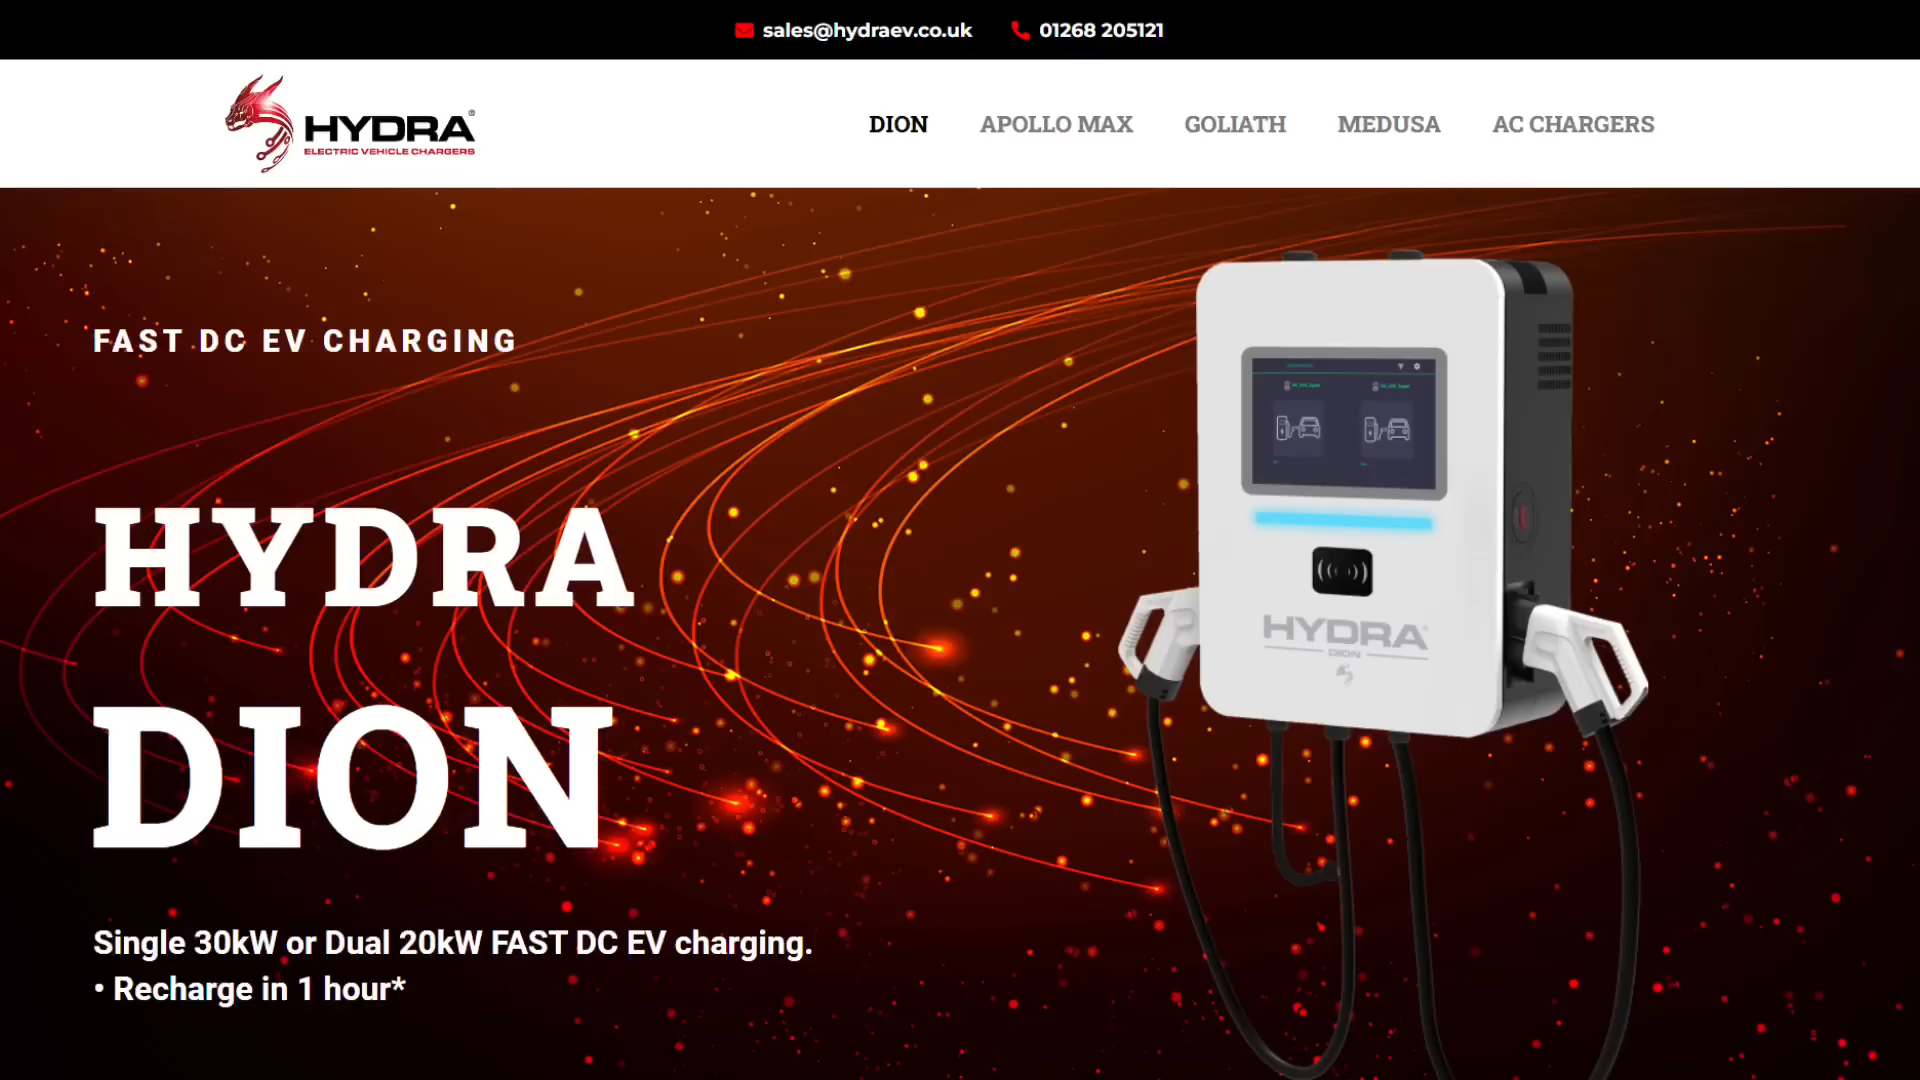 sales@hydraev.co.uk 01268 205121
HYDRA®
ELECTRIC VEHICLE CHARGERS
DION APOLLO MAX GOLIATH MEDUSA AC CHARGERS
FAST DC EV CHARGING
HYDRA
DION
Single 30kW or Dual 20kW FAST DC EV charging.
• Recharge in 1 hour*
HYDRA
DION